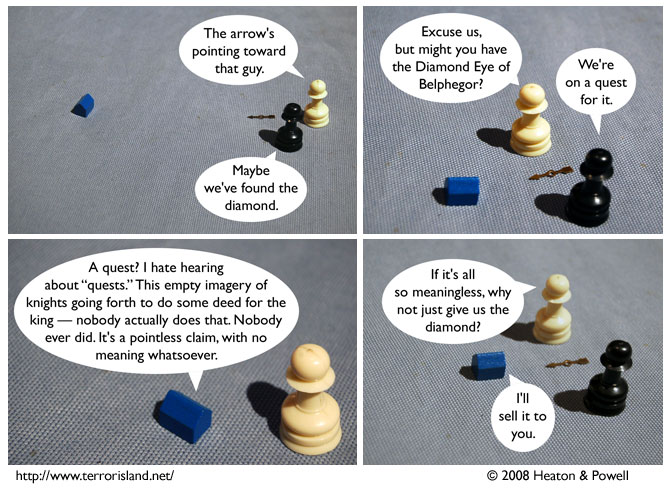 The arrow's
pointing toward
that guy.
Maybe
we've found the
diamond.
Excuse us,
but might you have
the Diamond Eye of
Belphegor?
We're
on a quest
for it.
A quest? I hate hearing
about “quests.” This empty imagery of
knights going forth to do some deed for the
king — nobody actually does that. Nobody
ever did. It's a pointless claim, with no
meaning whatsoever.
If it's all
so meaningless, why
not just give us the
diamond?
I'll
sell it to
you.
http://www.terrorisland.net/
© 2008 Heaton & Powell